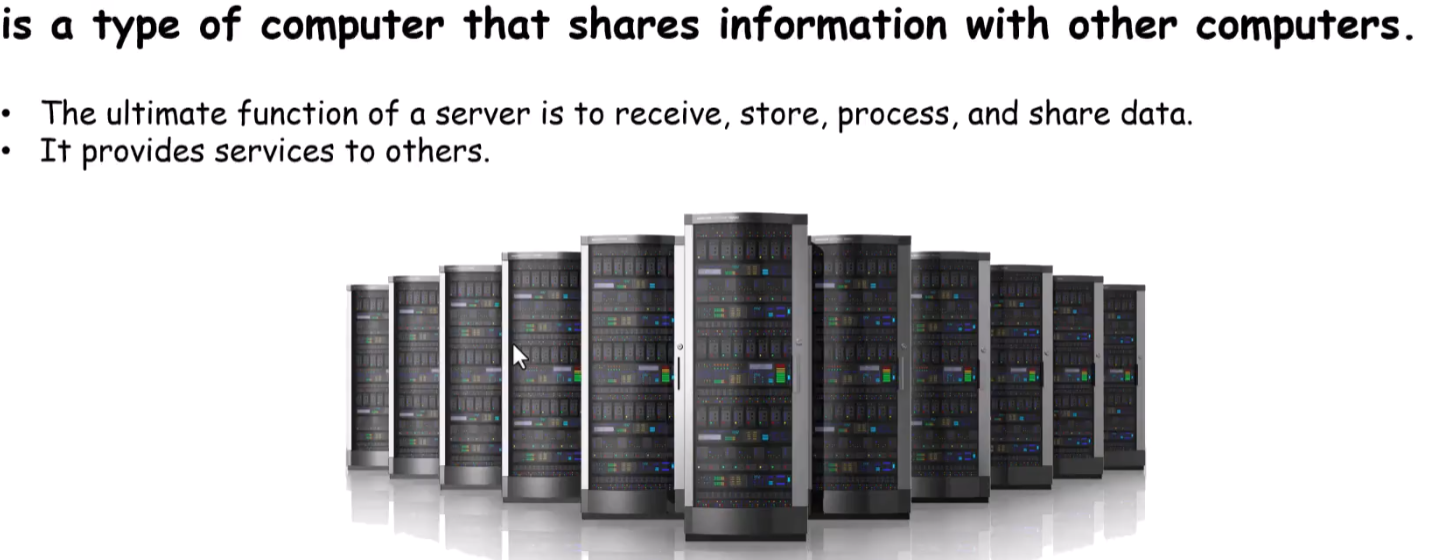 is a type of computer that shares information with other computers.
• The ultimate function of a server is to receive, store, process, and share data.
• It provides services to others.